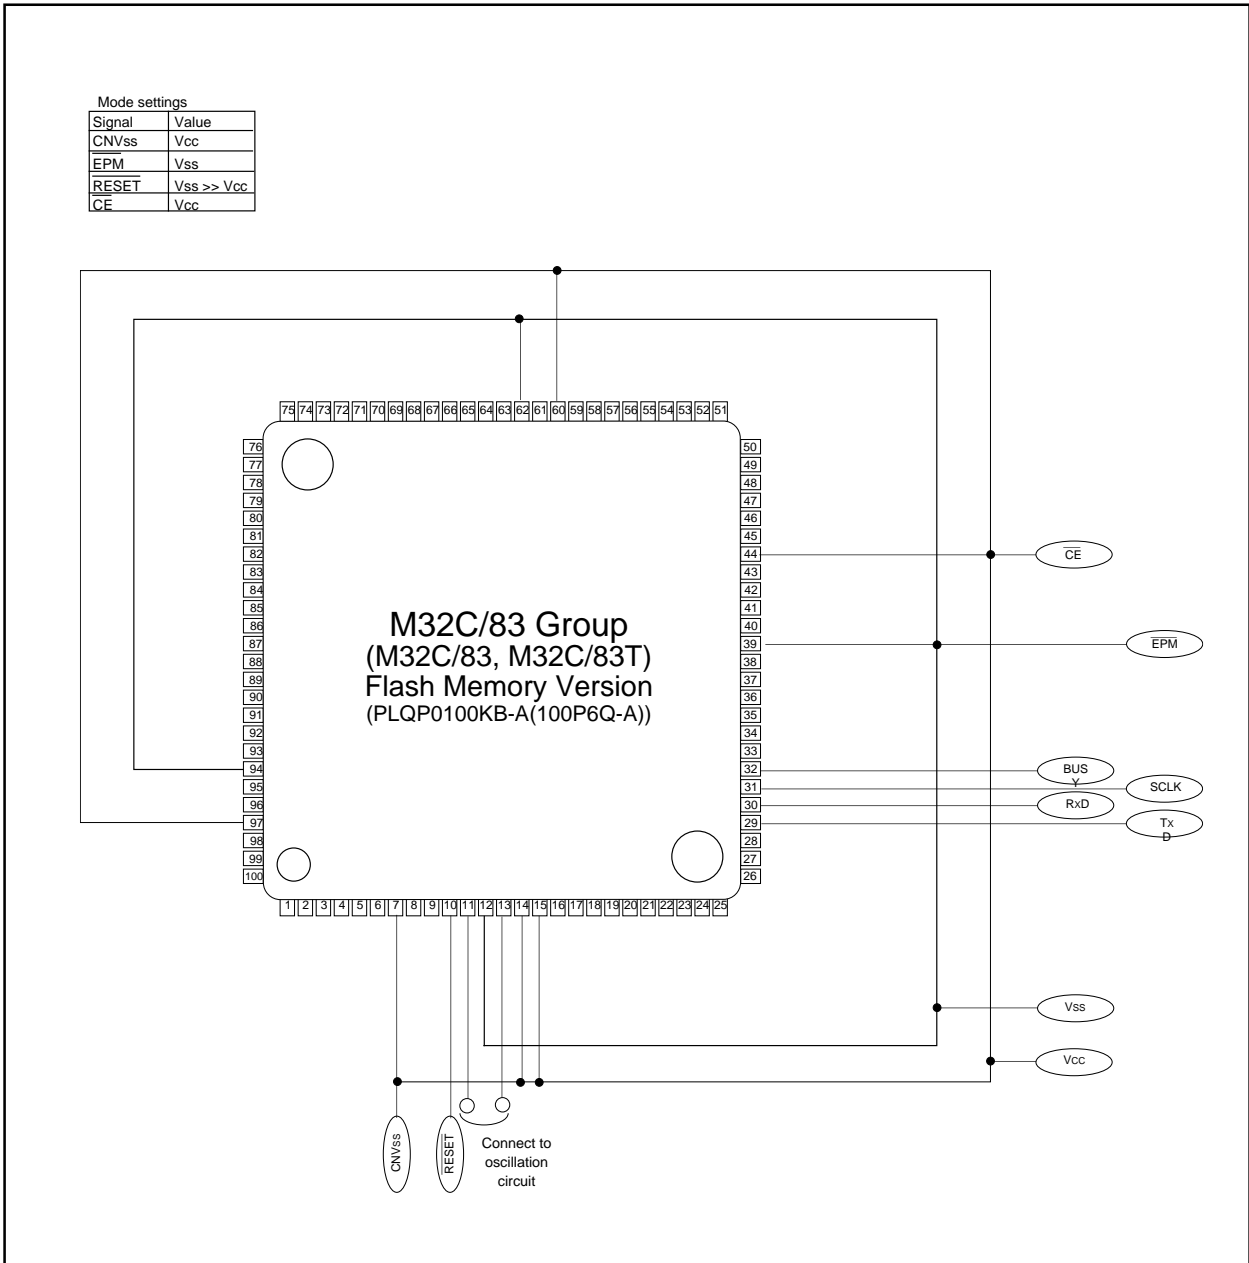 Mode settings
Signal Value
CNVss Vcc
EPM Vss
RESET Vss >> Vcc
CE Vcc
75 74 73 72 71 70 69 68 67 66 65 64 63 62 61 60 59 58 57 56 55 54 53 52 51
76
77
78
79
80
81
82
83
84
85
86
87
88
89
90
91
92
93
94
95
96
97
98
99
100
M32C/83 Group
(M32C/83, M32C/83T)
Flash Memory Version
(PLQP0100KB-A(100P6Q-A))
50
49
48
47
46
45
44
43
42
41
40
39
38
37
36
35
34
33
32
31
30
29
28
27
26
CE
EPM
BUS
Y
SCLK
RxD
Tx
D
1 2 3 4 5 6 7 8 9 10 11 12 13 14 15 16 17 18 19 20 21 22 23 24 25
Vss
Vcc
CNVss
RESET
Connect to
oscillation
circuit